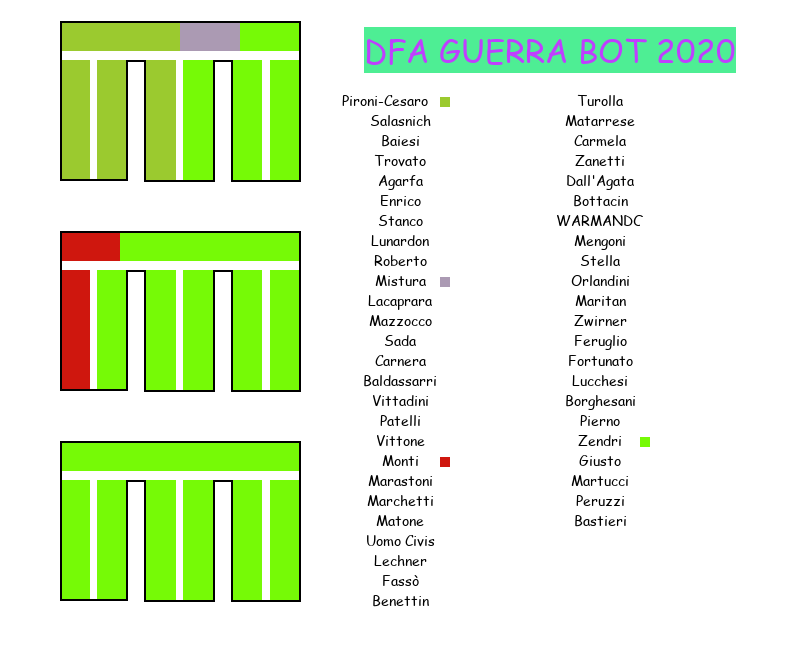 DFA GUERRA BOT 2020
Pironi-Cesaro
Salasnich
Baiesi
Trovato
Agarfa
Enrico
Stanco
Lunardon
Roberto
Mistura
Lacaprara
Mazzocco
Sada
Carnera
Baldassarri
Vittadini
Patelli
Vittone
Monti
Marastoni
Marchetti
Matone
Uomo Civis
Lechner
Fassò
Benettin
Turolla
Matarrese
Carmela
Zanetti
Dall'Agata
Bottacin
WARMANDC
Mengoni
Stella
Orlandini
Maritan
Zwirner
Feruglio
Fortunato
Lucchesi
Borghesani
Pierno
Zendri
Giusto
Martucci
Peruzzi
Bastieri